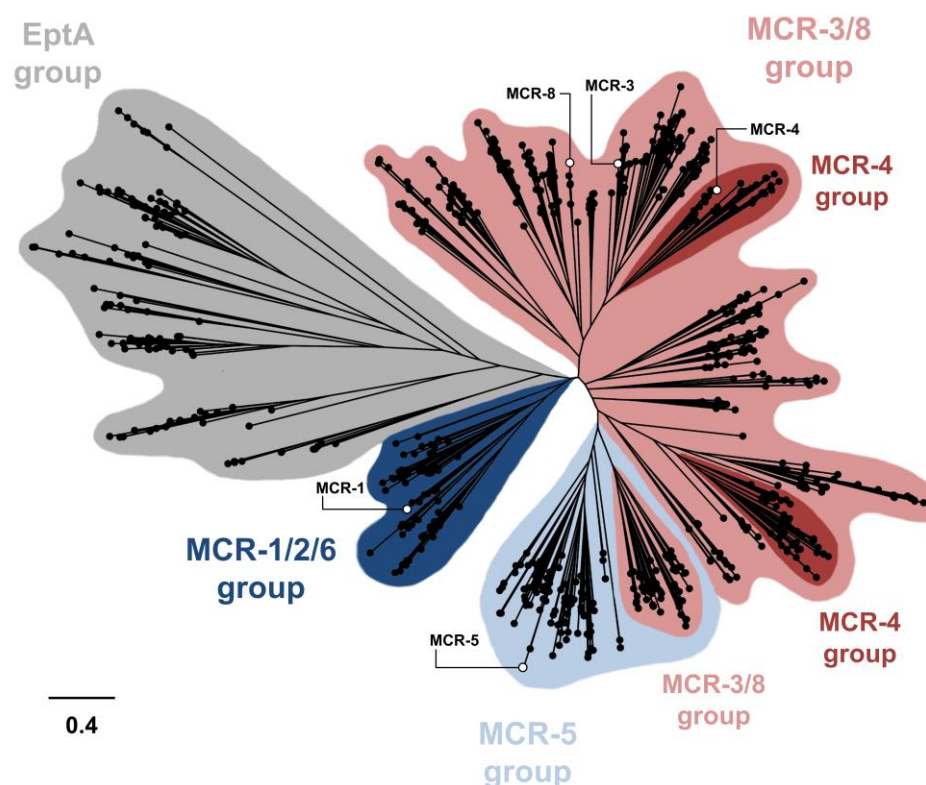 EptA
group
MCR-3/8
group
MCR-8
MCR-3
MCR-4
MCR-4
group
MCR-1
MCR-1/2/6
group
MCR-5
MCR-4
group
MCR-3/8
group
0.4
MCR-5
group